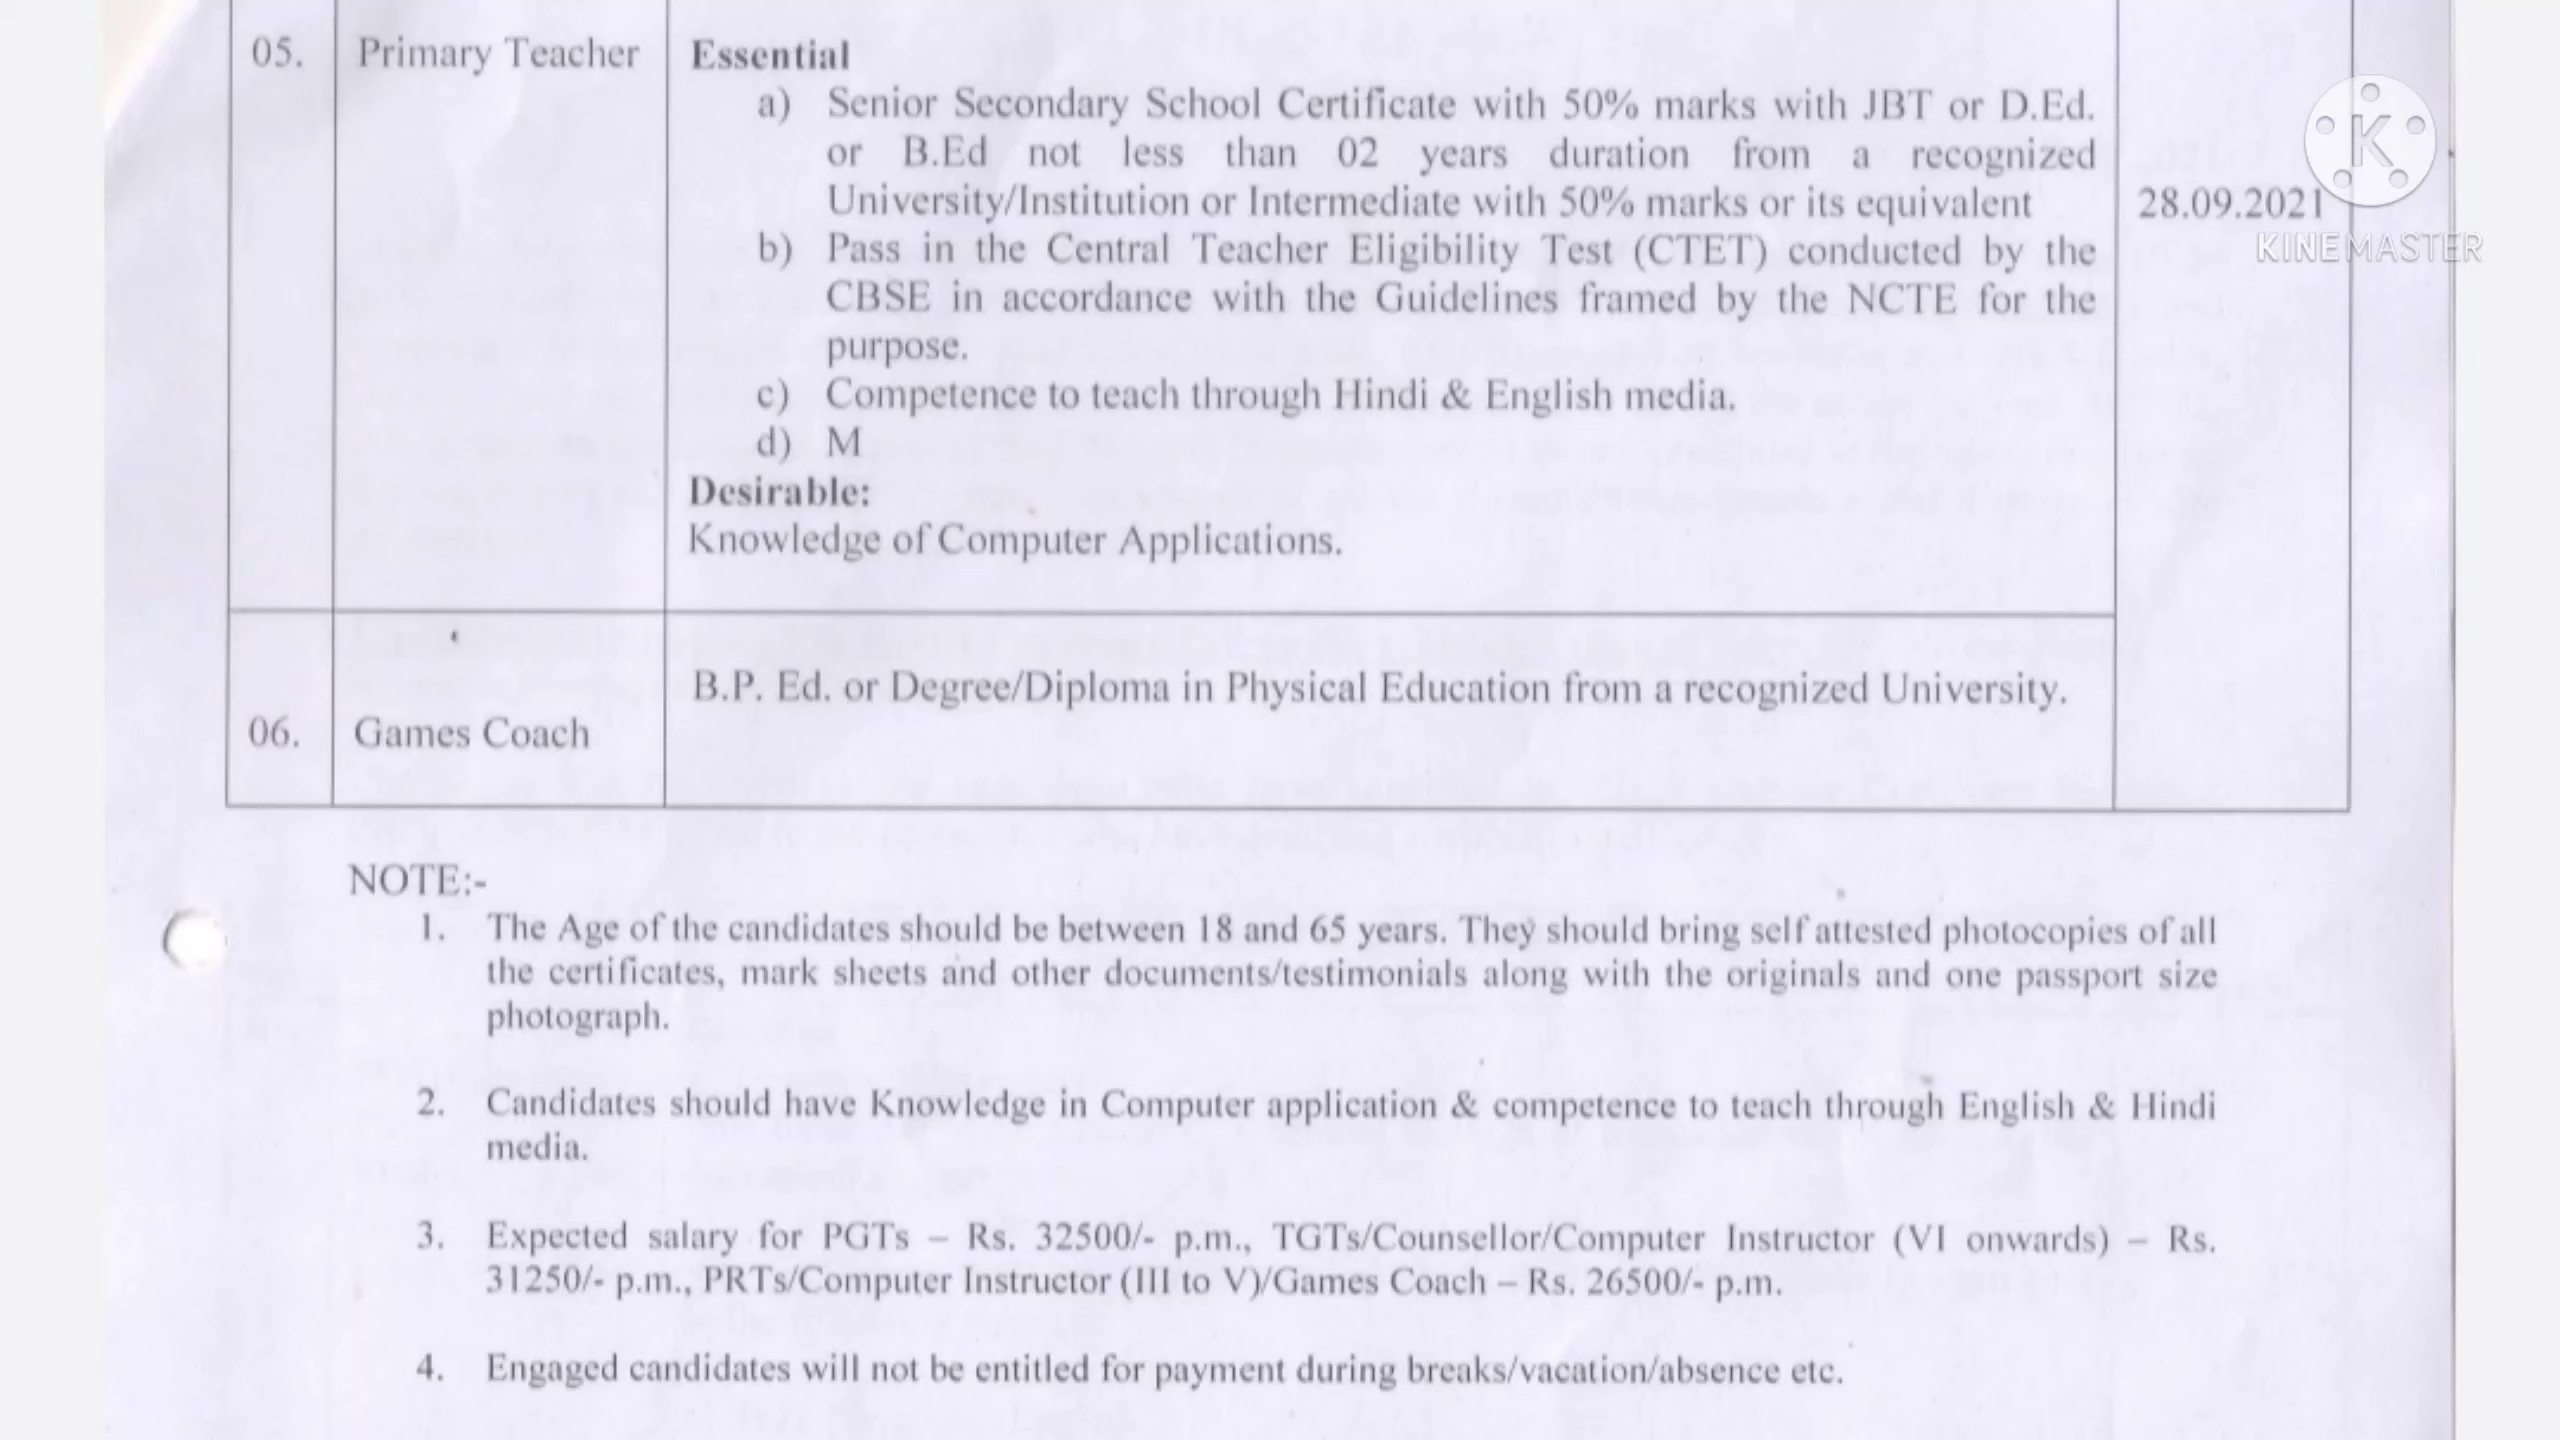 05. Primary Teacher Essential
a) Senior Secondary School Certificate with 50% marks with JBT or D.Ed.
or B.Ed not less than 02 years duration from a recognized
University/Institution or Intermediate with 50% marks or its equivalent
28.09.2021
b) Pass in the Central Teacher Eligibility Test (CTET) conducted by the
CBSE in accordance with the Guidelines framed by the NCTE for the
purpose.
c) Competence to teach through Hindi & English media.
d) M
Desirable:
Knowledge of Computer Applications.
B.P. Ed. or Degree/Diploma in Physical Education from a recognized University.
06. Games Coach
NOTE:-
1. The Age of the candidates should be between 18 and 65 years. They should bring self attested photocopies of all
the certificates, mark sheets and other documents/testimonials along with the originals and one passport size
photograph.
2. Candidates should have Knowledge in Computer application & competence to teach through English & Hindi
media.
3. Expected salary for PGTs – Rs. 32500/- p.m., TGTs/Counsellor/Computer Instructor (VI onwards) – Rs.
31250/- p.m., PRTs/Computer Instructor (III to V)/Games Coach – Rs. 26500/- p.m.
4. Engaged candidates will not be entitled for payment during breaks/vacation/absence etc.
K
KINEMASTER